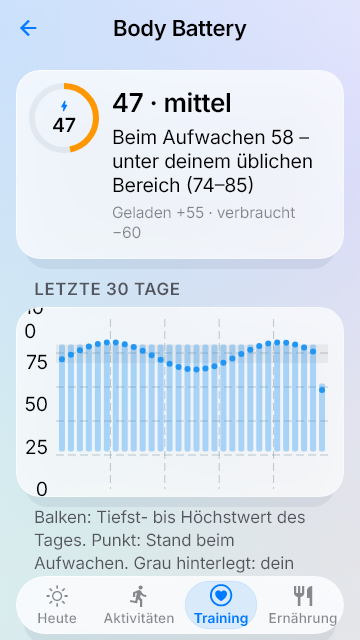 Body Battery
47
47 · mittel
Beim Aufwachen 58 –
unter deinem üblichen
Bereich (74–85)
Geladen +55 · verbraucht
−60
LETZTE 30 TAGE
10
0
75
50
25
0
Balken: Tiefst- bis Höchstwert des
Tages. Punkt: Stand beim
Aufwachen. Grau hinterlegt: dein
Heute
Aktivitäten
Training
Ernährung